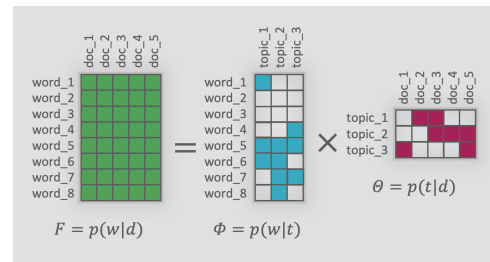 doc_1
doc_2
doc_3
doc_4
doc_5
word_1
word_2
word_3
word_4
word_5
word_6
word_7
word_8
F = p(w|d)
=
topic_1
topic_2
topic_3
word_1
word_2
word_3
word_4
word_5
word_6
word_7
word_8
Φ = p(w|t)
×
doc_1
doc_2
doc_3
doc_4
doc_5
topic_1
topic_2
topic_3
Θ = p(t|d)